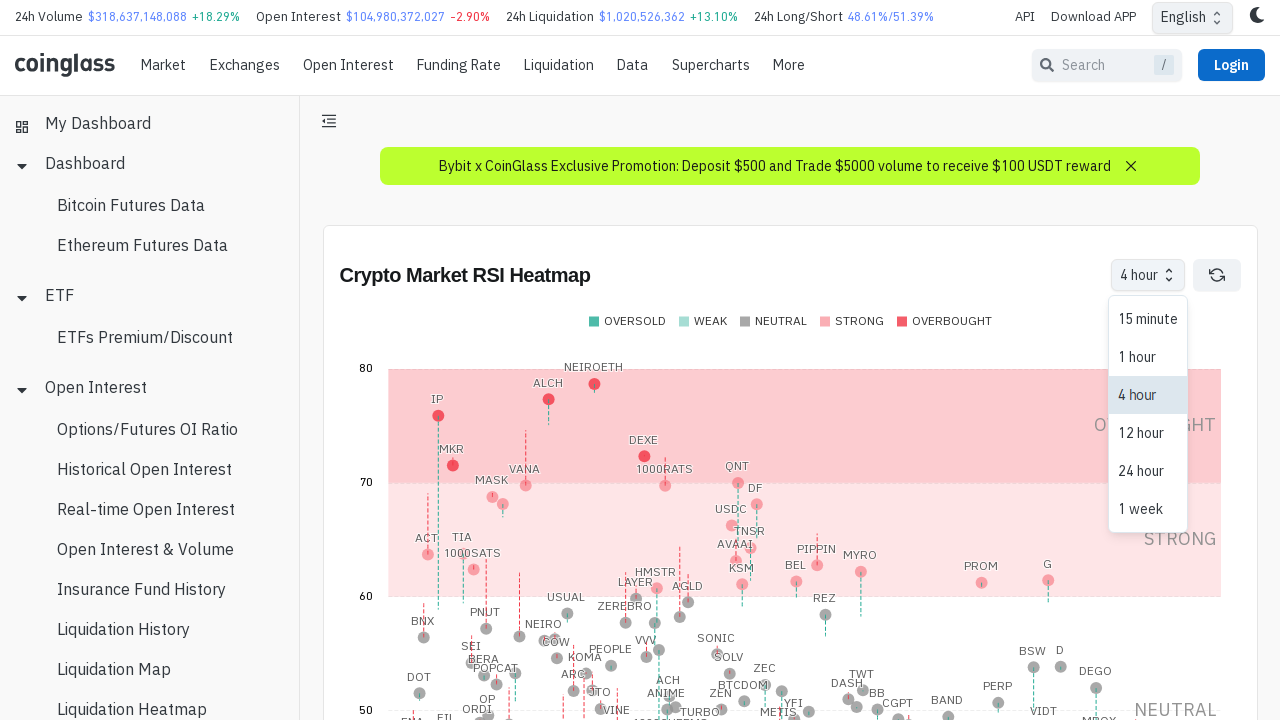 24h Volume $318,637,148,088 +18.29% Open Interest $104,980,372,027 -2.90% 24h Liquidation $1,020,526,362 +13.10% 24h Long/Short 48.61%/51.39% API Download APP English
coinglass Market Exchanges Open Interest Funding Rate Liquidation Data Supercharts More Search / Login
My Dashboard
Dashboard
Bitcoin Futures Data
Ethereum Futures Data
ETF
ETFs Premium/Discount
Open Interest
Options/Futures OI Ratio
Historical Open Interest
Real-time Open Interest
Open Interest & Volume
Insurance Fund History
Liquidation History
Liquidation Map
Liquidation Heatmap
Bybit x CoinGlass Exclusive Promotion: Deposit $500 and Trade $5000 volume to receive $100 USDT reward
Crypto Market RSI Heatmap
4 hour
15 minute
1 hour
4 hour
12 hour
24 hour
1 week
OVERSOLD WEAK NEUTRAL STRONG OVERBOUGHT
80
NEIROETH
ALCH
IP
DEXE
MKR
1000RATS
VANA
QNT
MASK
70
DF
USDC
TNSR
ACT
TIA
AVAAI
1000SATS
PIPPIN
STRONG
MYRO
KSM
BEL
PROM
G
HMSTR
LAYER
AGLD
60
USUAL
REZ
ZEREBRO
PNUT
BNX
NEIRO
SONIC
COW
VVV
SEI
PEOPLE
BSW
D
BERA
KOMA
SOLV
POPCAT
ZEC
DEGO
DOT
ARC
TWT
ACH
BTCDOM
DASH
PERP
ANIME
ZEN
BB
OP
BAND
CGPT
YFI
ORDI
VINE
TURBO
METIS
VIDT
50
NEUTRAL